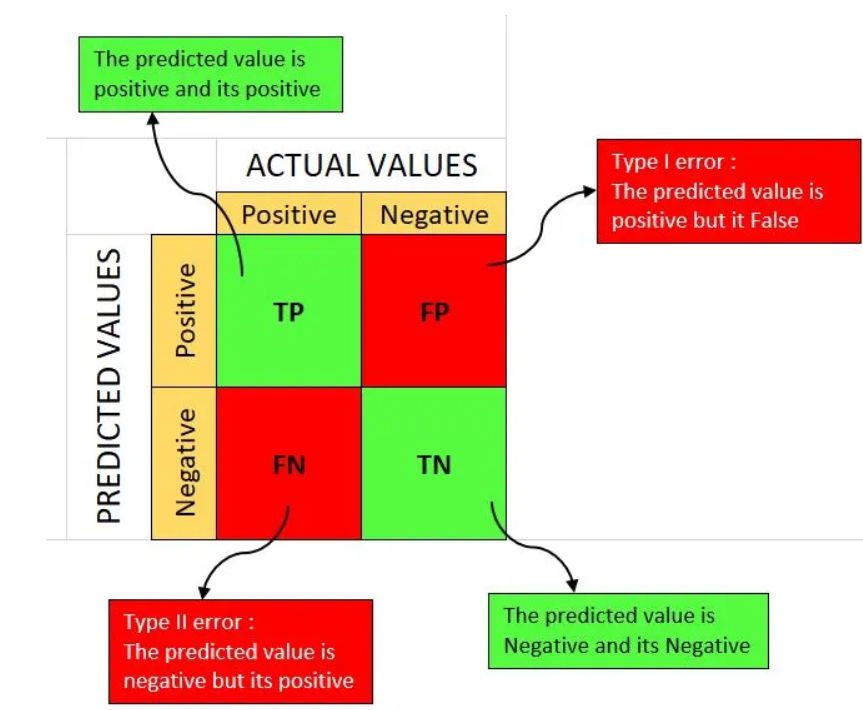 The predicted value is
positive and its positive
ACTUAL VALUES
Type I error :
The predicted value is
positive but it False
Positive
Negative
PREDICTED VALUES
Positive
TP
FP
Negative
FN
TN
Type II error :
The predicted value is
negative but its positive
The predicted value is
Negative and its Negative